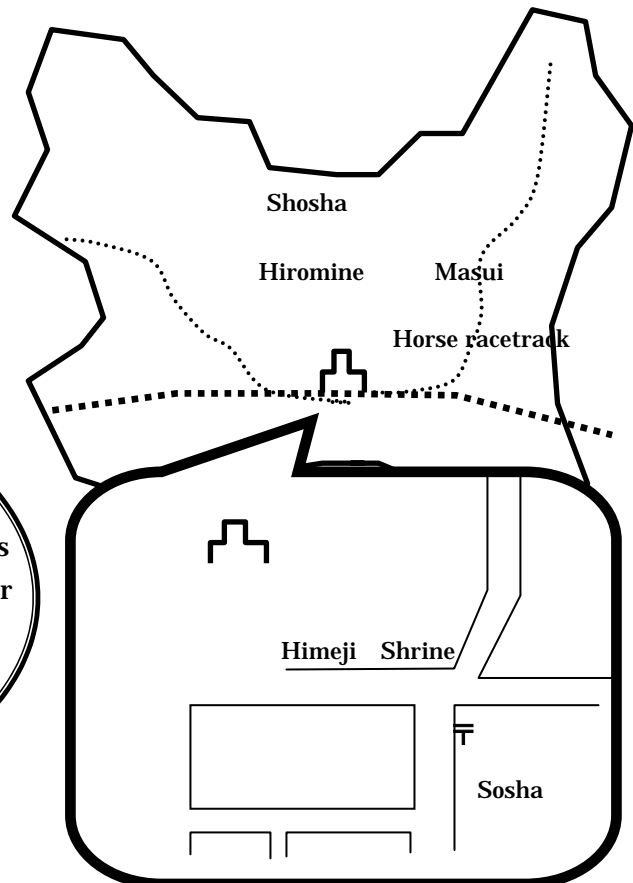 Shosha
Hiromine Masui
Horse racetrack
s
r
Himeji Shrine
Sosha